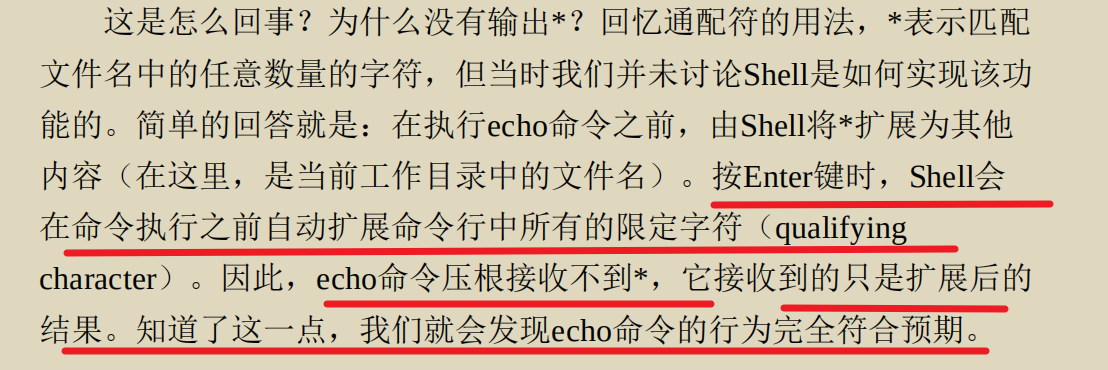 这是怎么回事？为什么没有输出*？回忆通配符的用法，*表示匹配
文件名中的任意数量的字符，但当时我们并未讨论Shell是如何实现该功
能的。简单的回答就是：在执行echo命令之前，由Shell将*扩展为其他
内容（在这里，是当前工作目录中的文件名）。按Enter键时，Shell会
在命令执行之前自动扩展命令行中所有的限定字符（qualifying
character）。因此，echo命令压根接收不到*，它接收到的只是扩展后的
结果。知道了这一点，我们就会发现echo命令的行为完全符合预期。